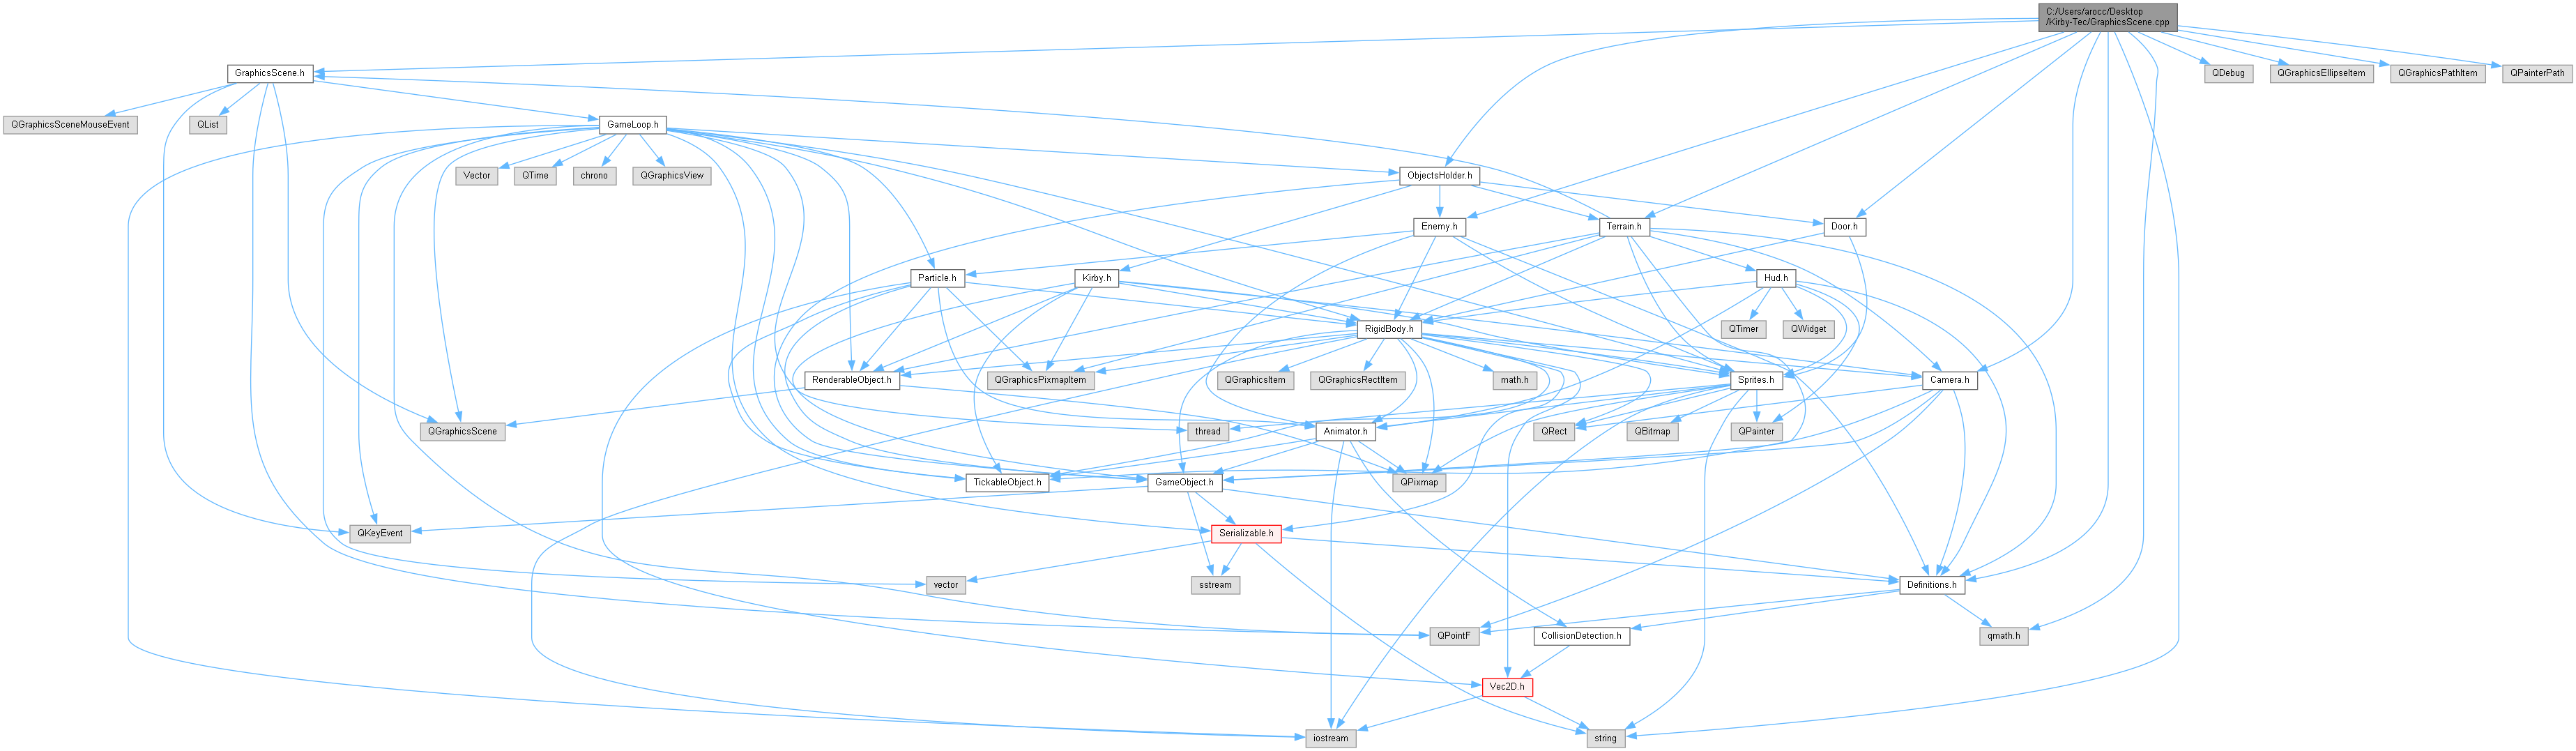 C:/Users/arocc/Desktop
/Kirby-Tec/GraphicsScene.cpp
GraphicsScene.h
QDebug
QGraphicsEllipseItem
QGraphicsPathItem
QPainterPath
QGraphicsSceneMouseEvent
QList
GameLoop.h
Vector
QTime
chrono
QGraphicsView
ObjectsHolder.h
Enemy.h
Terrain.h
Door.h
Particle.h
Kirby.h
Hud.h
RigidBody.h
QTimer
QWidget
RenderableObject.h
QGraphicsPixmapItem
QGraphicsItem
QGraphicsRectItem
math.h
Sprites.h
Camera.h
QGraphicsScene
thread
Animator.h
QRect
QBitmap
QPainter
TickableObject.h
GameObject.h
QPixmap
QKeyEvent
Serializable.h
vector
sstream
Definitions.h
QPointF
CollisionDetection.h
qmath.h
Vec2D.h
iostream
string